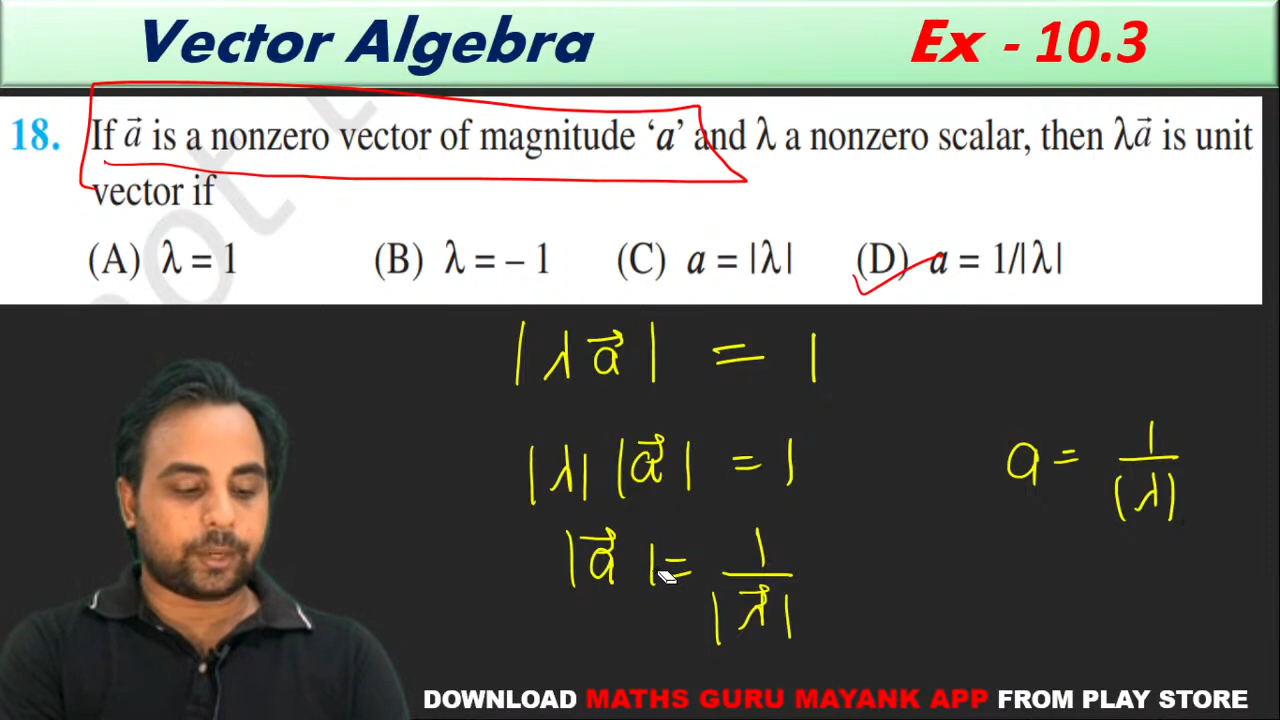 Vector Algebra Ex - 10.3
18. If a⃗ is a nonzero vector of magnitude ‘a’ and λ a nonzero scalar, then λa⃗ is unit
vector if
(A) λ = 1 (B) λ = – 1 (C) a = |λ| (D) a = 1/|λ|
|λ a⃗| = 1
|λ| |a⃗| = 1 a = 1/|λ|
|a⃗| = 1/|λ⃗|
DOWNLOAD MATHS GURU MAYANK APP FROM PLAY STORE